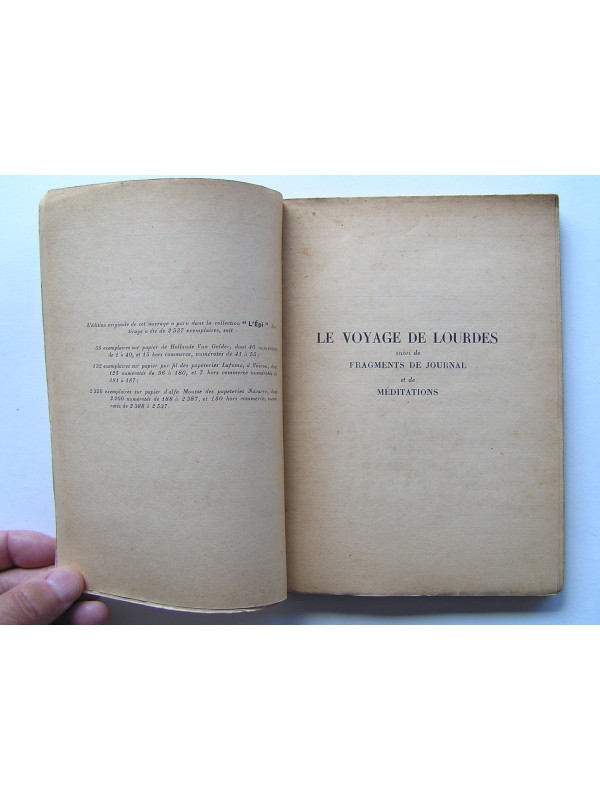 L'édition originale de cet ouvrage a paru dans la collection "L'Épi". Le
tirage a été de 2 537 exemplaires, soit :
55 exemplaires sur papier de Hollande Van Gelder, dont 40 numérotés
de 1 à 40, et 15 hors commerce, numérotés de 41 à 55 ;
132 exemplaires sur papier pur fil des papeteries Lafuma, à Voiron, dont
125 numérotés de 56 à 180, et 7 hors commerce numérotés de
181 à 187 ;
2 350 exemplaires sur papier d'alfa Mousse des papeteries Navarre, dont
2 200 numérotés de 188 à 2 387, et 150 hors commerce, numé-
rotés de 2 388 à 2 537.
LE VOYAGE DE LOURDES
suivi de
FRAGMENTS DE JOURNAL
et de
MÉDITATIONS